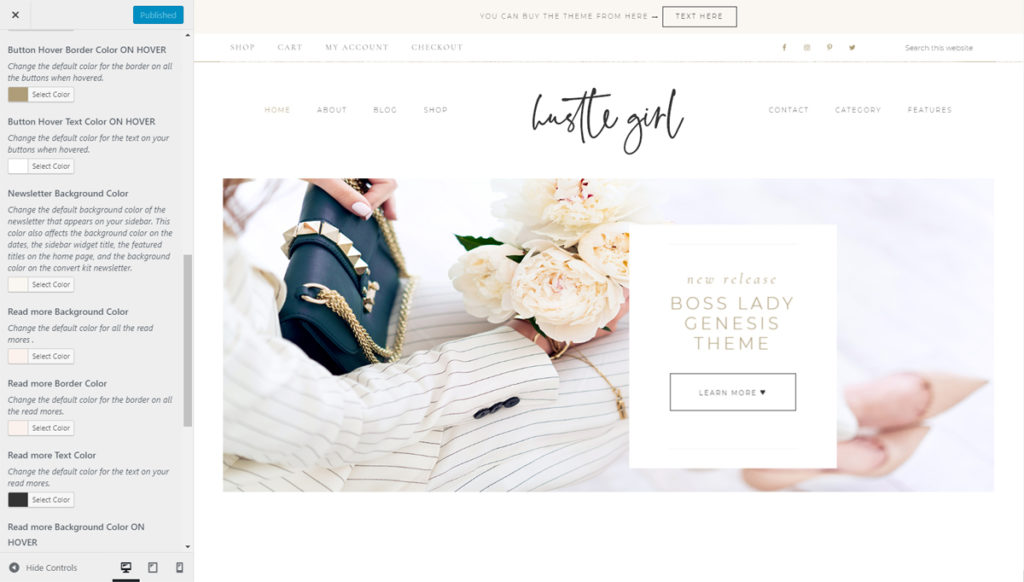 Published
Button Hover Border Color ON HOVER
Change the default color for the border on all
the buttons when hovered.
Select Color
Button Hover Text Color ON HOVER
Change the default color for the text on your
buttons when hovered.
Select Color
Newsletter Background Color
Change the default background color of the
newsletter that appears on your sidebar. This
color also affects the background color on the
dates, the sidebar widget title, the featured
titles on the home page, and the background
color on the convert kit newsletter.
Select Color
Read more Background Color
Change the default color for all the read
mores .
Select Color
Read more Border Color
Change the default color for the border on all
the read mores.
Select Color
Read more Text Color
Change the default color for the text on your
read mores.
Select Color
Read more Background Color ON
HOVER
Hide Controls
YOU CAN BUY THE THEME FROM HERE → TEXT HERE
SHOP CART MY ACCOUNT CHECKOUT Search this website
HOME ABOUT BLOG SHOP hustle girl CONTACT CATEGORY FEATURES
new release
BOSS LADY
GENESIS
THEME
LEARN MORE ♥